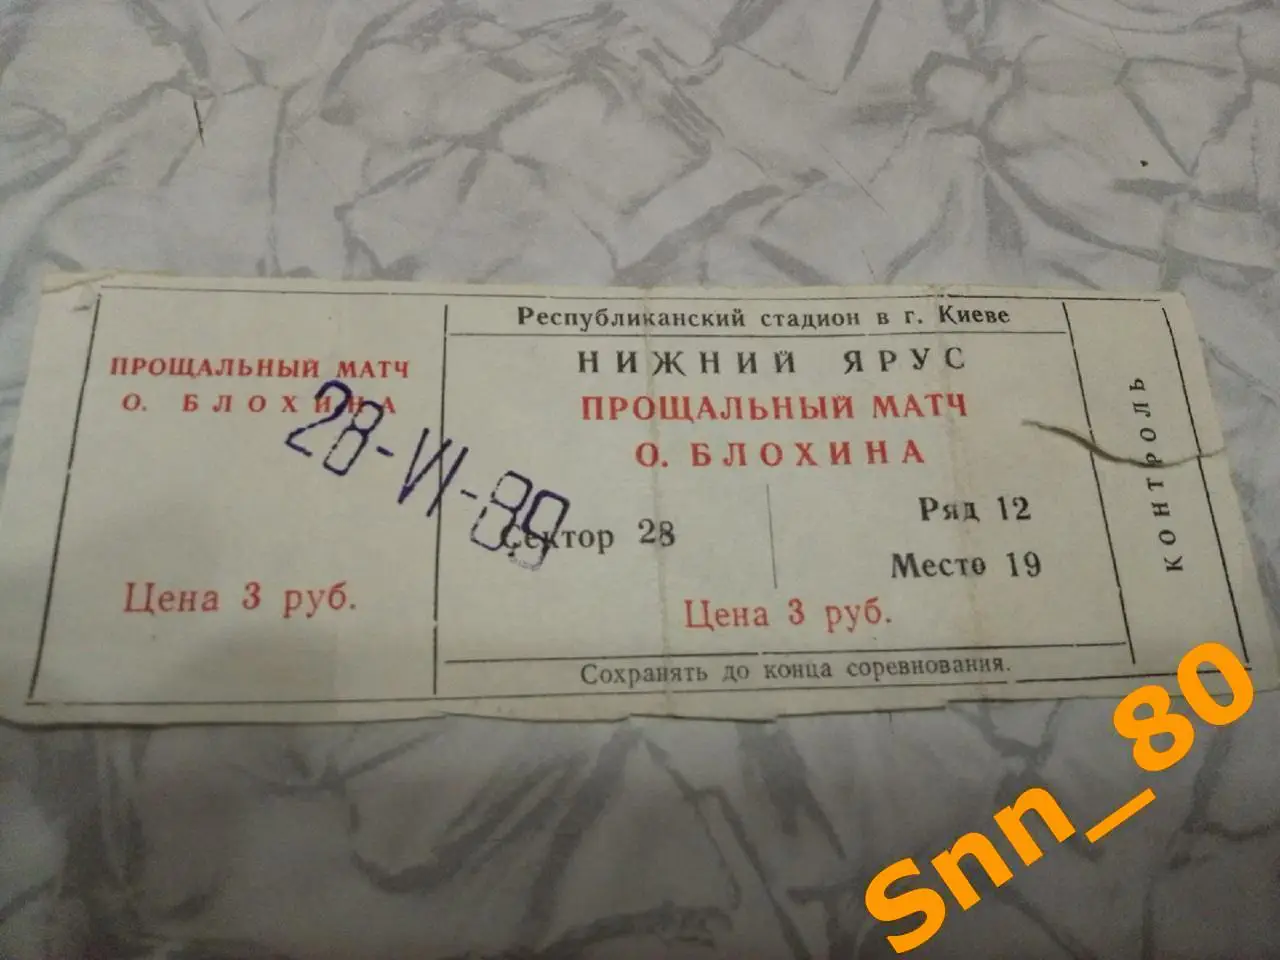 ПРОЩАЛЬНЫЙ МАТЧ
О. БЛОХИНА
28-VI-89
Цена 3 руб.
Республиканский стадион в г. Киеве
НИЖНИЙ ЯРУС
ПРОЩАЛЬНЫЙ МАТЧ
О. БЛОХИНА
Сектор 28
Ряд 12
Место 19
Цена 3 руб.
Сохранять до конца соревнования.
КОНТРОЛЬ
Snn_80